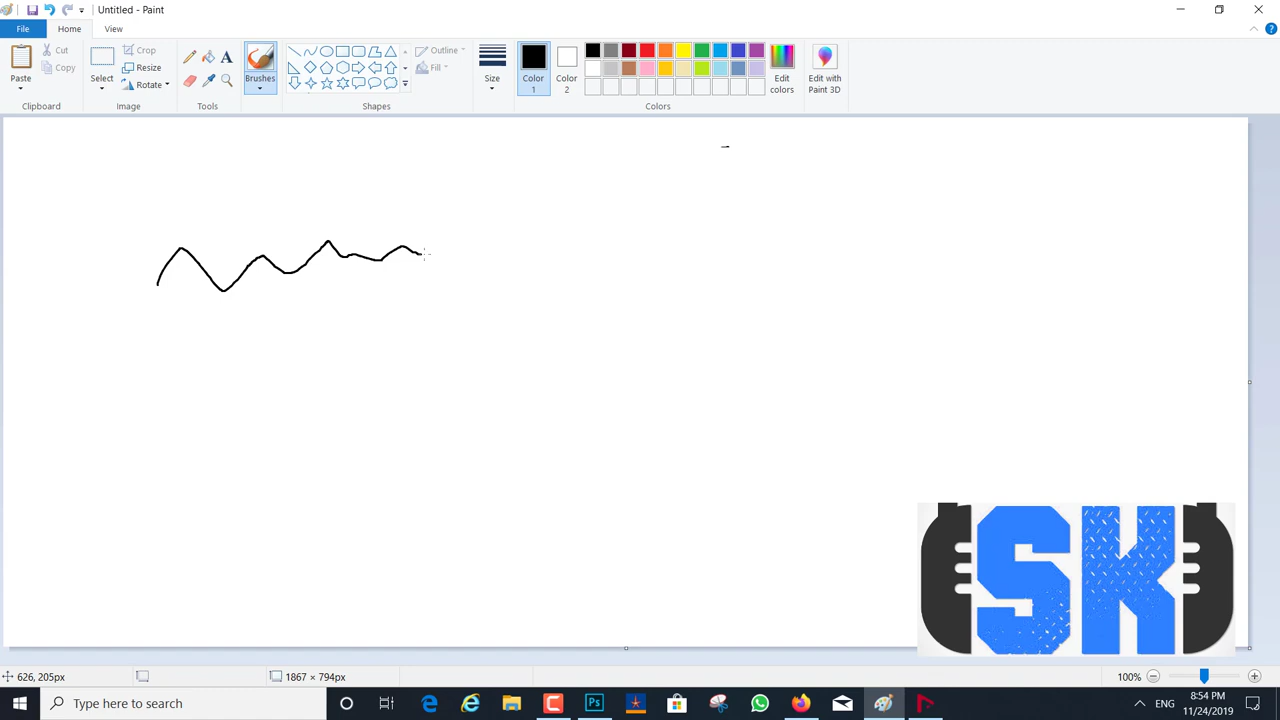 Untitled - Paint
File
Home
View
Paste
Cut
Copy
Clipboard
Select
Crop
Resize
Rotate
Image
A
Tools
Brushes
Outline
Fill
Shapes
Size
Color
1
Color
2
Edit
colors
Edit with
Paint 3D
Colors
SK
626, 205px
1867 × 794px
100%
Type here to search
Ps
ENG
8:54 PM
11/24/2019